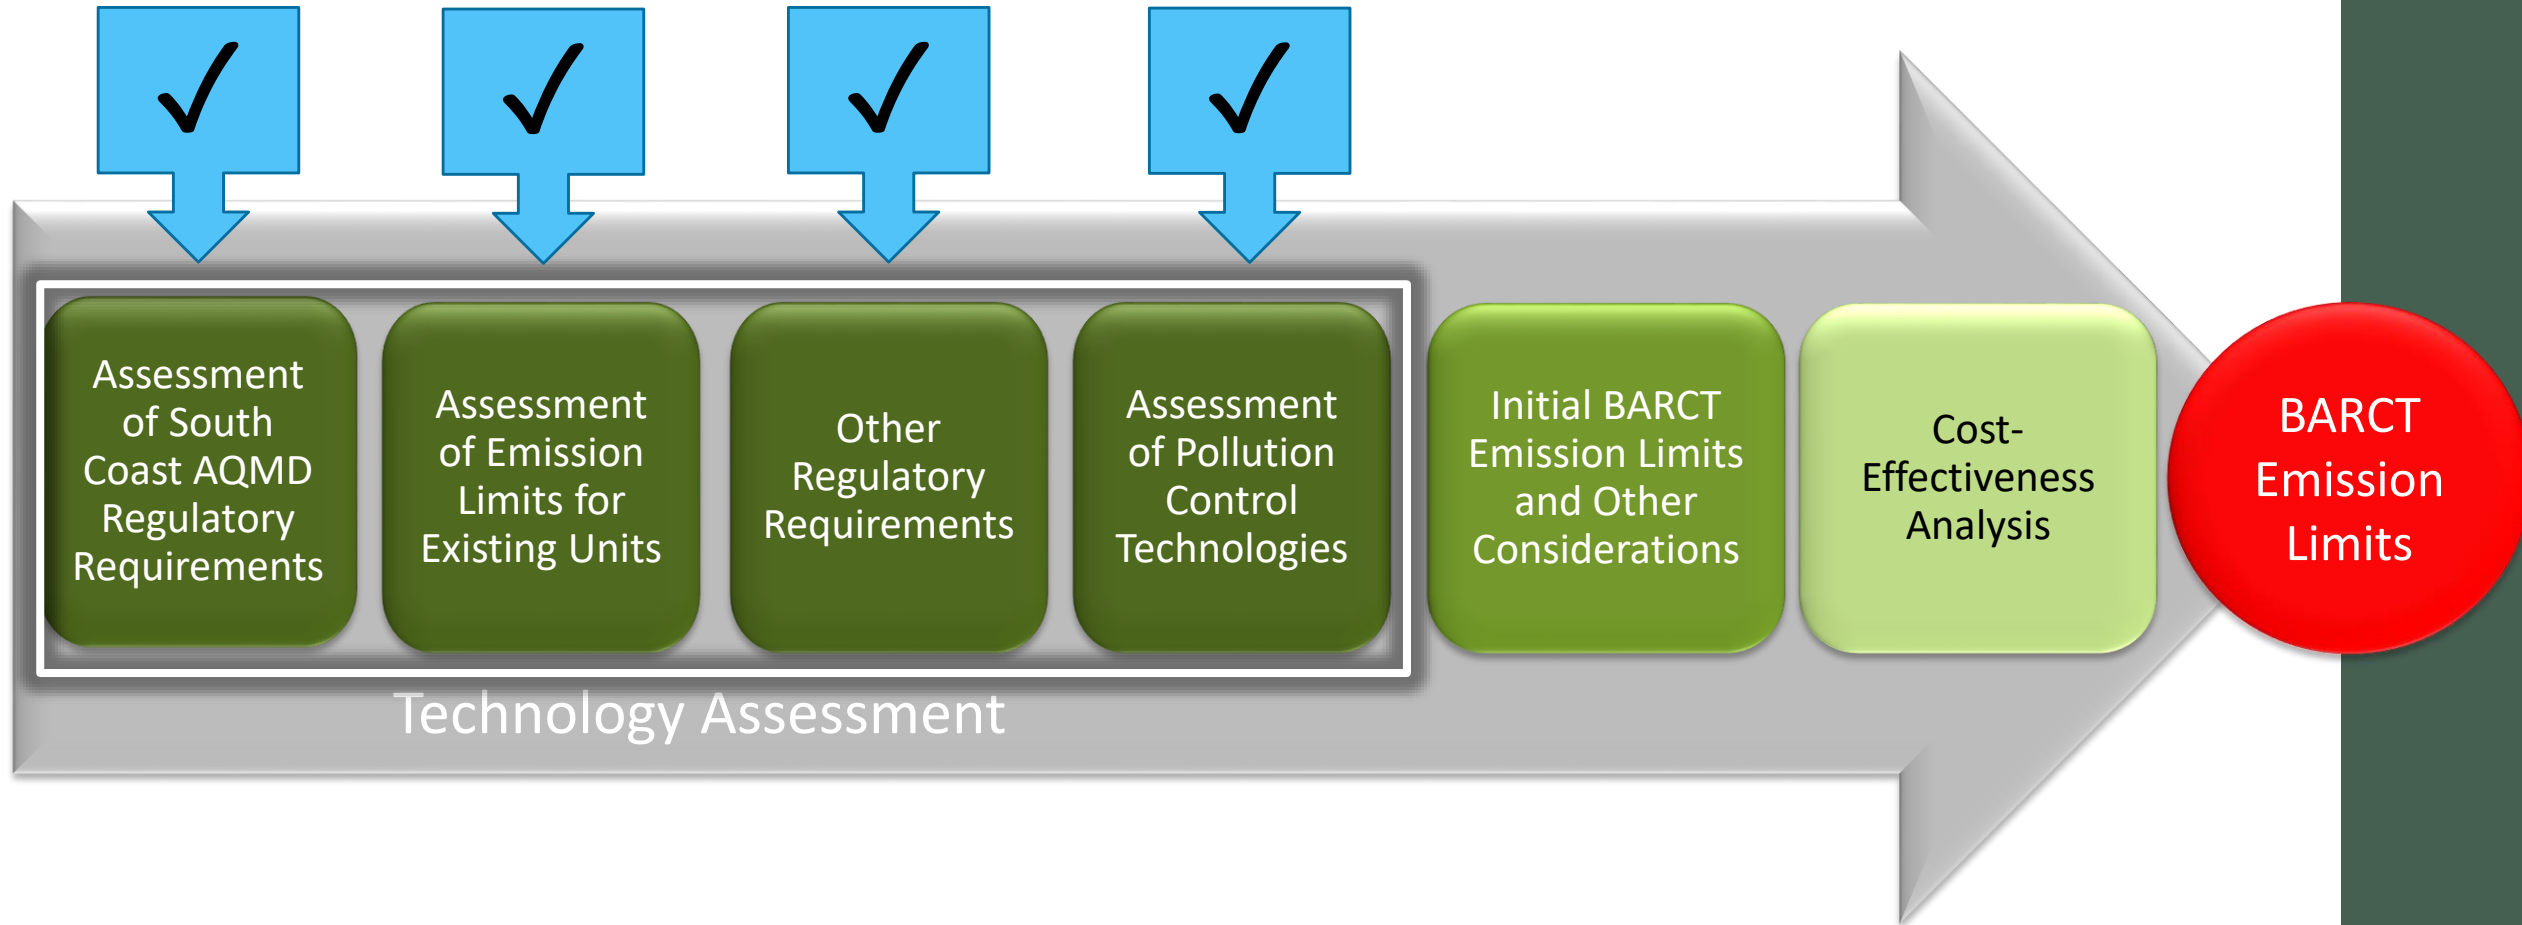 Assessment
of South
Coast AQMD
Regulatory
Requirements
Assessment
of Emission
Limits for
Existing Units
Other
Regulatory
Requirements
Assessment
of Pollution
Control
Technologies
Initial BARCT
Emission Limits
and Other
Considerations
Cost-
Effectiveness
Analysis
BARCT
Emission
Limits
Technology Assessment